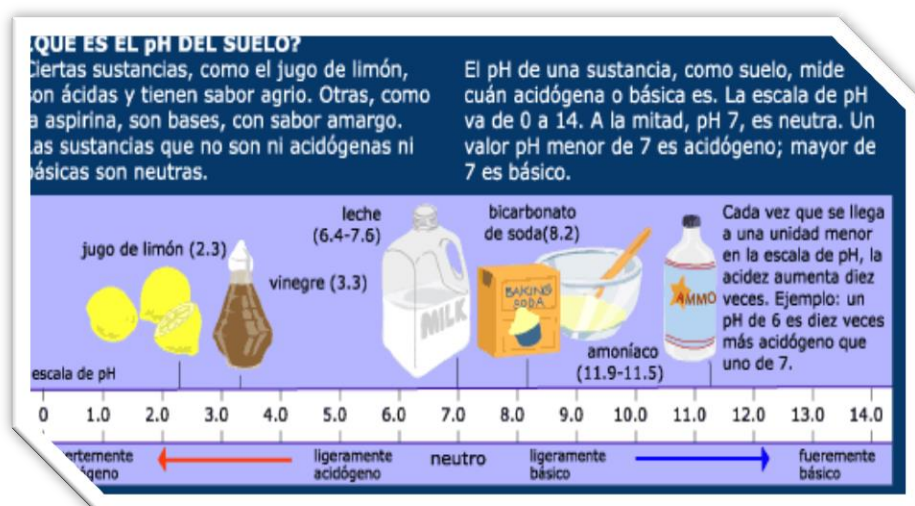 ¿QUE ES EL pH DEL SUELO?
Ciertas sustancias, como el jugo de limón,
son ácidas y tienen sabor agrio. Otras, como
la aspirina, son bases, con sabor amargo.
Las sustancias que no son ni acidógenas ni
básicas son neutras.
El pH de una sustancia, como suelo, mide
cuán acidógena o básica es. La escala de pH
va de 0 a 14. A la mitad, pH 7, es neutra. Un
valor pH menor de 7 es acidógeno; mayor de
7 es básico.
jugo de limón (2.3)
vinegre (3.3)
leche
(6.4-7.6)
MILK
bicarbonato
de soda(8.2)
BAKING
SODA
amoníaco
(11.9-11.5)
AMMO
Cada vez que se llega
a una unidad menor
en la escala de pH, la
acidez aumenta diez
veces. Ejemplo: un
pH de 6 es diez veces
más acidógeno que
uno de 7.
escala de pH
0 1.0 2.0 3.0 4.0 5.0 6.0 7.0 8.0 9.0 10.0 11.0 12.0 13.0 14.0
ligeramente
acidógeno
neutro
ligeramente
básico
fueremente
básico